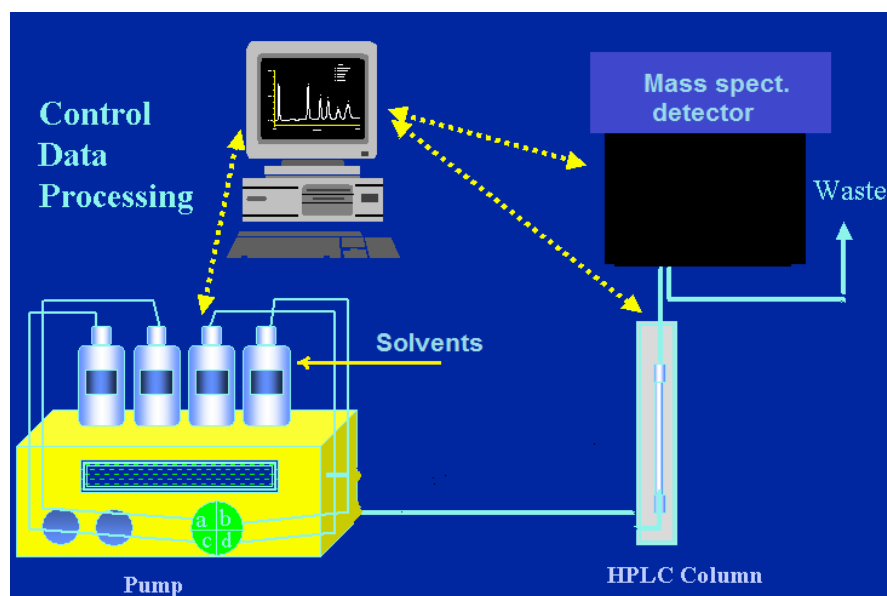 Control
Data
Processing
Mass spect.
detector
Waste
Solvents
a b
c d
Pump
HPLC Column